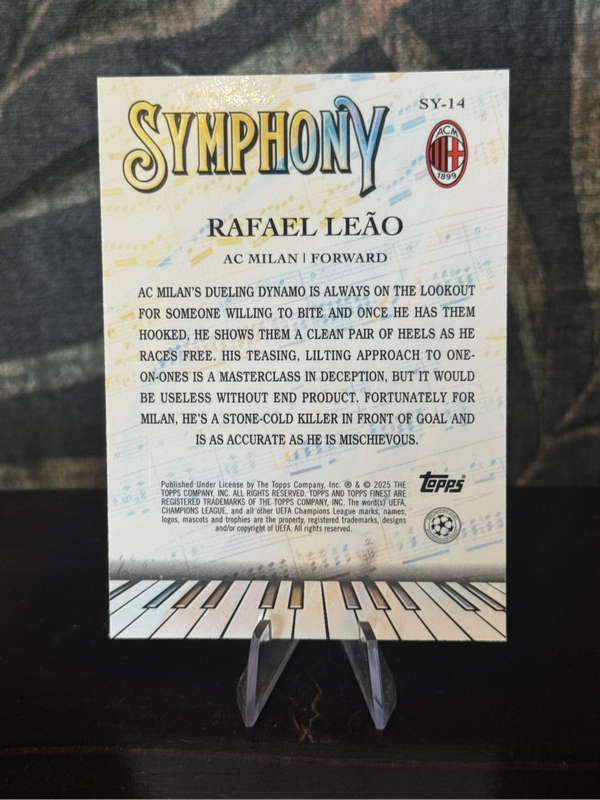 SYMPHONY
SY-14
ACM
1899
RAFAEL LEÃO
AC MILAN | FORWARD
AC MILAN'S DUELING DYNAMO IS ALWAYS ON THE LOOKOUT
FOR SOMEONE WILLING TO BITE AND ONCE HE HAS THEM
HOOKED, HE SHOWS THEM A CLEAN PAIR OF HEELS AS HE
RACES FREE. HIS TEASING, LILTING APPROACH TO ONE-
ON-ONES IS A MASTERCLASS IN DECEPTION, BUT IT WOULD
BE USELESS WITHOUT END PRODUCT. FORTUNATELY FOR
MILAN, HE'S A STONE-COLD KILLER IN FRONT OF GOAL AND
IS AS ACCURATE AS HE IS MISCHIEVOUS.
Published Under License by The Topps Company, Inc. ® & © 2025 THE
TOPPS COMPANY, INC. ALL RIGHTS RESERVED. TOPPS AND TOPPS FINEST ARE
REGISTERED TRADEMARKS OF THE TOPPS COMPANY, INC. The word(s) UEFA,
CHAMPIONS LEAGUE, and all other UEFA Champions League marks, names,
logos, mascots and trophies are the property, registered trademarks, designs
and/or copyright of UEFA. All rights reserved.
Topps